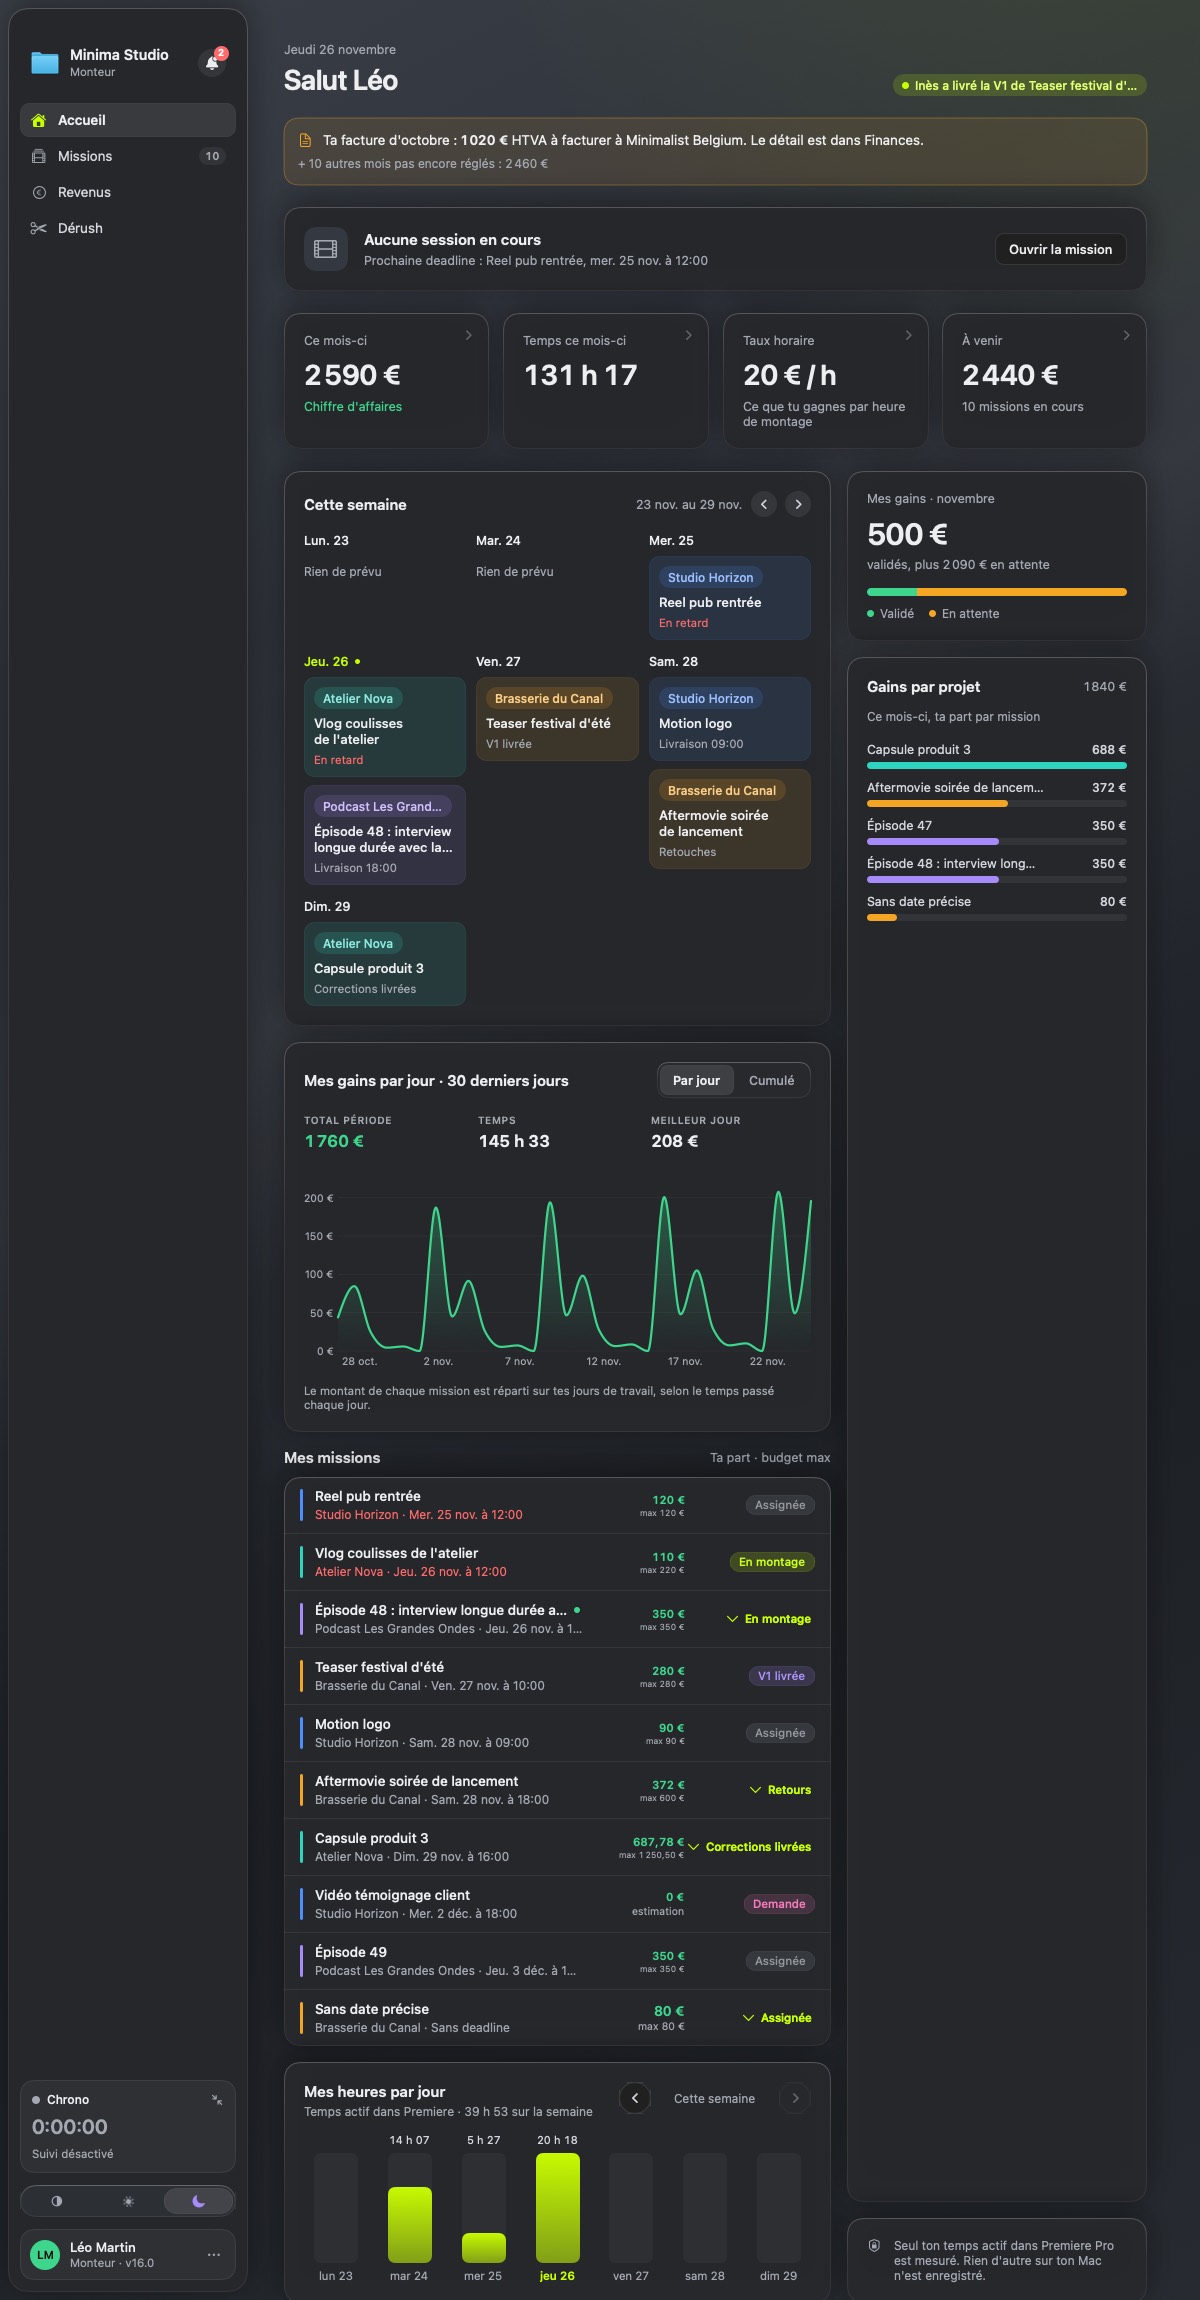 Minima Studio
Monteur
2
Accueil
Missions
10
Revenus
Dérush
Jeudi 26 novembre
Salut Léo
Inès a livré la V1 de Teaser festival d'...
Ta facture d'octobre : 1 020 € HTVA à facturer à Minimalist Belgium. Le détail est dans Finances.
+ 10 autres mois pas encore réglés : 2 460 €
Aucune session en cours
Prochaine deadline : Reel pub rentrée, mer. 25 nov. à 12:00
Ouvrir la mission
Ce mois-ci
2 590 €
Chiffre d'affaires
Temps ce mois-ci
131 h 17
Taux horaire
20 € / h
Ce que tu gagnes par heure
de montage
À venir
2 440 €
10 missions en cours
Cette semaine
23 nov. au 29 nov.
Lun. 23
Rien de prévu
Mar. 24
Rien de prévu
Mer. 25
Studio Horizon
Reel pub rentrée
En retard
Jeu. 26
Atelier Nova
Vlog coulisses
de l'atelier
En retard
Podcast Les Grand...
Épisode 48 : interview
longue durée avec la...
Livraison 18:00
Ven. 27
Brasserie du Canal
Teaser festival d'été
V1 livrée
Sam. 28
Studio Horizon
Motion logo
Livraison 09:00
Brasserie du Canal
Aftermovie soirée
de lancement
Retouches
Dim. 29
Atelier Nova
Capsule produit 3
Corrections livrées
Mes gains · novembre
500 €
validés, plus 2 090 € en attente
Validé
En attente
Gains par projet
1 840 €
Ce mois-ci, ta part par mission
Capsule produit 3
688 €
Aftermovie soirée de lancem...
372 €
Épisode 47
350 €
Épisode 48 : interview long...
350 €
Sans date précise
80 €
Mes gains par jour · 30 derniers jours
Par jour
Cumulé
TOTAL PÉRIODE
1 760 €
TEMPS
145 h 33
MEILLEUR JOUR
208 €
200 €
150 €
100 €
50 €
0 €
28 oct.
2 nov.
7 nov.
12 nov.
17 nov.
22 nov.
Le montant de chaque mission est réparti sur tes jours de travail, selon le temps passé
chaque jour.
Mes missions
Ta part · budget max
Reel pub rentrée
Studio Horizon · Mer. 25 nov. à 12:00
120 €
max 120 €
Assignée
Vlog coulisses de l'atelier
Atelier Nova · Jeu. 26 nov. à 12:00
110 €
max 220 €
En montage
Épisode 48 : interview longue durée a...
Podcast Les Grandes Ondes · Jeu. 26 nov. à 1...
350 €
max 350 €
En montage
Teaser festival d'été
Brasserie du Canal · Ven. 27 nov. à 10:00
280 €
max 280 €
V1 livrée
Motion logo
Studio Horizon · Sam. 28 nov. à 09:00
90 €
max 90 €
Assignée
Aftermovie soirée de lancement
Brasserie du Canal · Sam. 28 nov. à 18:00
372 €
max 600 €
Retours
Capsule produit 3
Atelier Nova · Dim. 29 nov. à 16:00
687,78 €
max 1 250,50 €
Corrections livrées
Vidéo témoignage client
Studio Horizon · Mer. 2 déc. à 18:00
0 €
estimation
Demande
Épisode 49
Podcast Les Grandes Ondes · Jeu. 3 déc. à 1...
350 €
max 350 €
Assignée
Sans date précise
Brasserie du Canal · Sans deadline
80 €
max 80 €
Assignée
Mes heures par jour
Temps actif dans Premiere · 39 h 53 sur la semaine
Cette semaine
14 h 07
5 h 27
20 h 18
lun 23
mar 24
mer 25
jeu 26
ven 27
sam 28
dim 29
Seul ton temps actif dans Premiere Pro
est mesuré. Rien d'autre sur ton Mac
n'est enregistré.
Chrono
0:00:00
Suivi désactivé
LM
Léo Martin
Monteur · v16.0